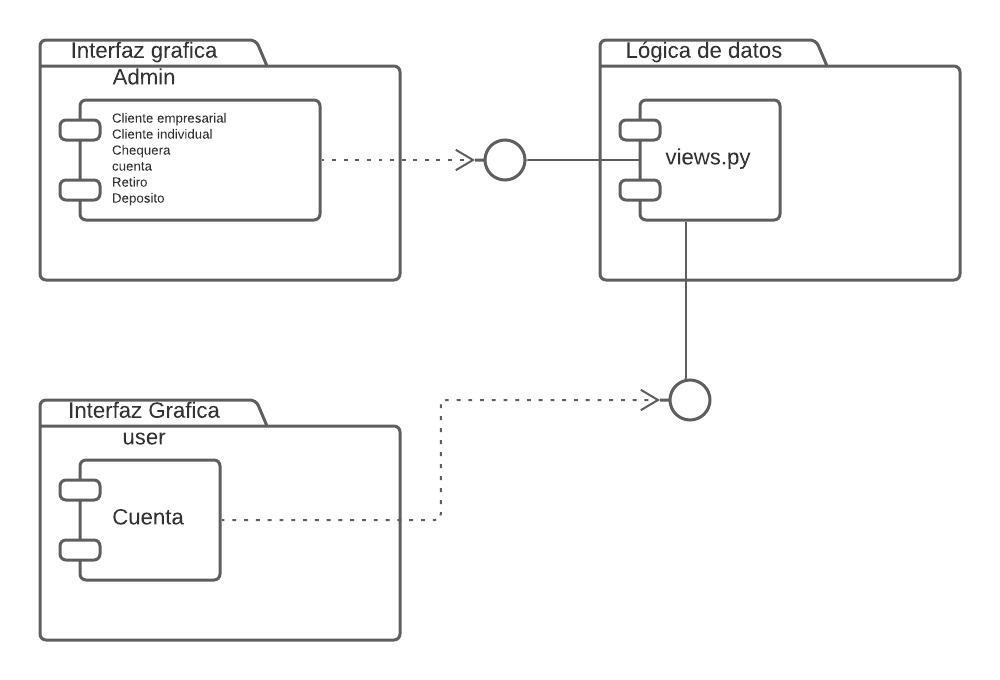 Interfaz grafica
Admin
Cliente empresarial
Cliente individual
Chequera
cuenta
Retiro
Deposito
Lógica de datos
views.py
Interfaz Grafica
user
Cuenta